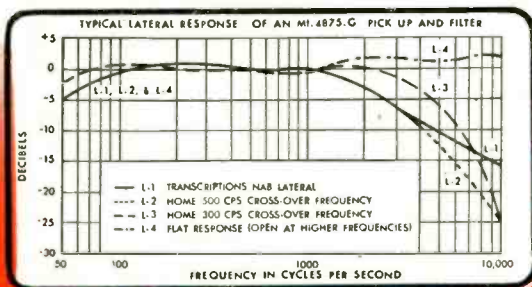 TYPICAL LATERAL RESPONSE OF AN MI.4875.G PICK UP AND FILTER
+5
0
-5
-10
-15
-20
-25
-30
DECIBELS
L-4
L-3
L-1, L-2, & L-4
L-1
L-2
L-1 TRANSCRIPTIONS NAB LATERAL
L-2 HOME 500 CPS CROSS-OVER FREQUENCY
L-3 HOME 300 CPS CROSS-OVER FREQUENCY
L-4 FLAT RESPONSE (OPEN AT HIGHER FREQUENCIES)
50 100 1000 10,000
FREQUENCY IN CYCLES PER SECOND